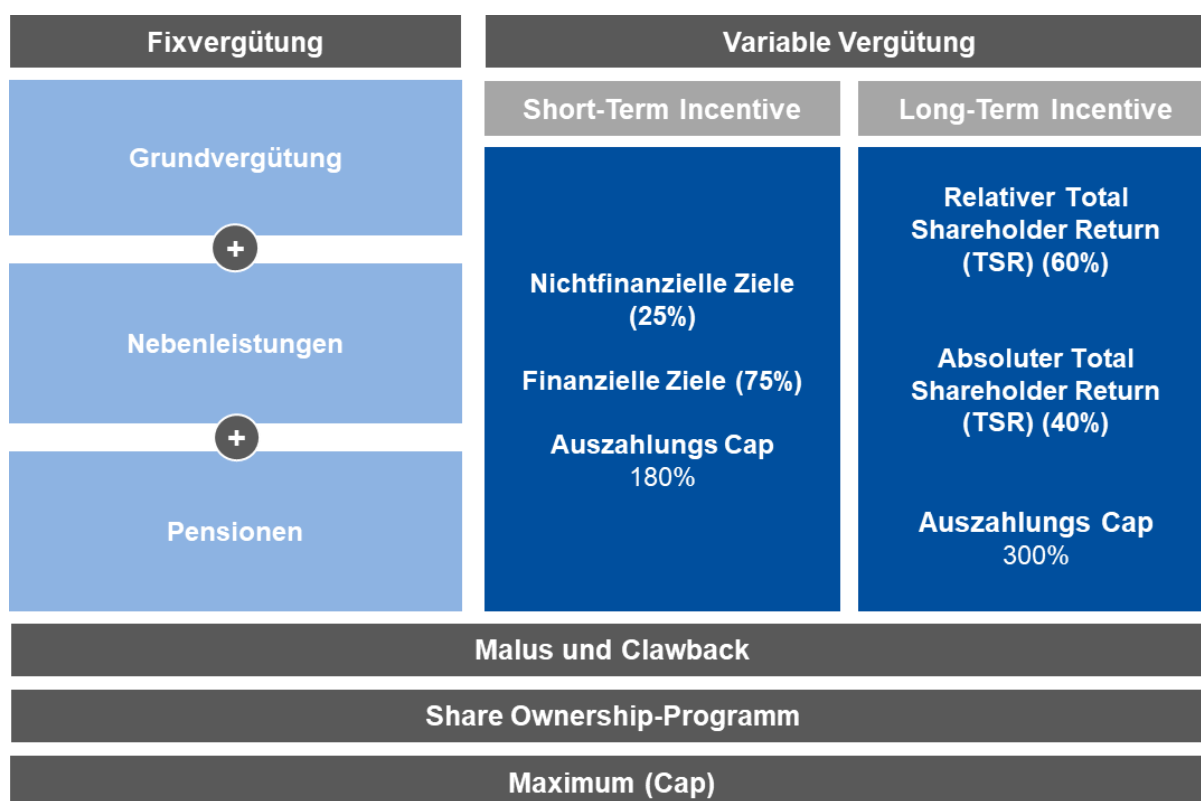 Fixvergütung
Variable Vergütung
Grundvergütung
+
Nebenleistungen
+
Pensionen
Short-Term Incentive
Nichtfinanzielle Ziele
(25%)
Finanzielle Ziele (75%)
Auszahlungs Cap
180%
Long-Term Incentive
Relativer Total
Shareholder Return
(TSR) (60%)
Absoluter Total
Shareholder Return
(TSR) (40%)
Auszahlungs Cap
300%
Malus und Clawback
Share Ownership-Programm
Maximum (Cap)